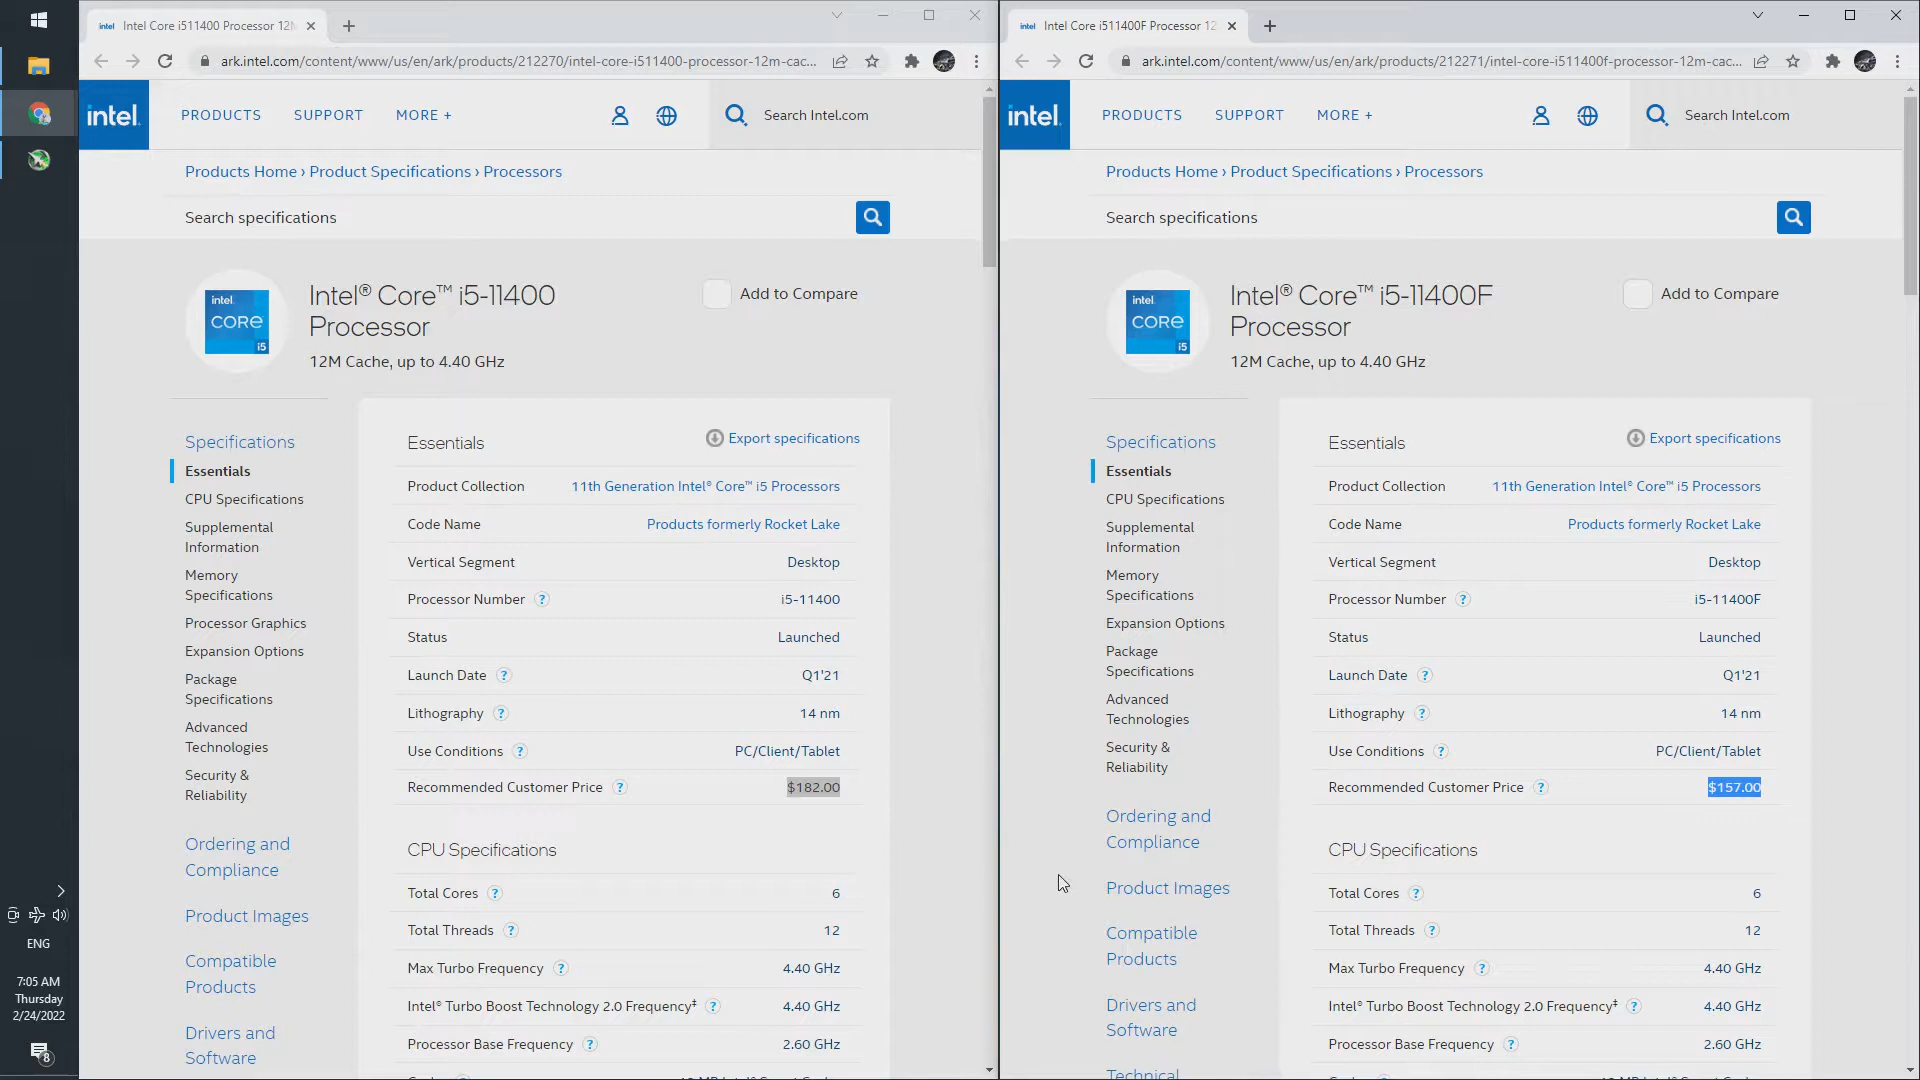 Intel Core i511400 Processor 12M
ark.intel.com/content/www/us/en/ark/products/212270/intel-core-i511400-processor-12m-cac...
intel.
PRODUCTS
SUPPORT
MORE +
Search Intel.com
Products Home › Product Specifications › Processors
Search specifications
intel
CORE
i5
Intel® Core™ i5-11400
Processor
Add to Compare
12M Cache, up to 4.40 GHz
Specifications
Essentials
CPU Specifications
Supplemental
Information
Memory
Specifications
Processor Graphics
Expansion Options
Package
Specifications
Advanced
Technologies
Security &
Reliability
Ordering and
Compliance
Product Images
Compatible
Products
Drivers and
Software
Essentials
Export specifications
Product Collection 11th Generation Intel® Core™ i5 Processors
Code Name Products formerly Rocket Lake
Vertical Segment Desktop
Processor Number ? i5-11400
Status Launched
Launch Date ? Q1'21
Lithography ? 14 nm
Use Conditions ? PC/Client/Tablet
Recommended Customer Price ? $182.00
CPU Specifications
Total Cores ? 6
Total Threads ? 12
Max Turbo Frequency ? 4.40 GHz
Intel® Turbo Boost Technology 2.0 Frequency‡ ? 4.40 GHz
Processor Base Frequency ? 2.60 GHz
Intel Core i511400F Processor 12
ark.intel.com/content/www/us/en/ark/products/212271/intel-core-i511400f-processor-12m-cac...
intel.
PRODUCTS
SUPPORT
MORE +
Search Intel.com
Products Home › Product Specifications › Processors
Search specifications
intel
CORE
i5
Intel® Core™ i5-11400F
Processor
Add to Compare
12M Cache, up to 4.40 GHz
Specifications
Essentials
CPU Specifications
Supplemental
Information
Memory
Specifications
Expansion Options
Package
Specifications
Advanced
Technologies
Security &
Reliability
Ordering and
Compliance
Product Images
Compatible
Products
Drivers and
Software
Technical
Essentials
Export specifications
Product Collection 11th Generation Intel® Core™ i5 Processors
Code Name Products formerly Rocket Lake
Vertical Segment Desktop
Processor Number ? i5-11400F
Status Launched
Launch Date ? Q1'21
Lithography ? 14 nm
Use Conditions ? PC/Client/Tablet
Recommended Customer Price ? $157.00
CPU Specifications
Total Cores ? 6
Total Threads ? 12
Max Turbo Frequency ? 4.40 GHz
Intel® Turbo Boost Technology 2.0 Frequency‡ ? 4.40 GHz
Processor Base Frequency ? 2.60 GHz
ENG
7:05 AM
Thursday
2/24/2022
8